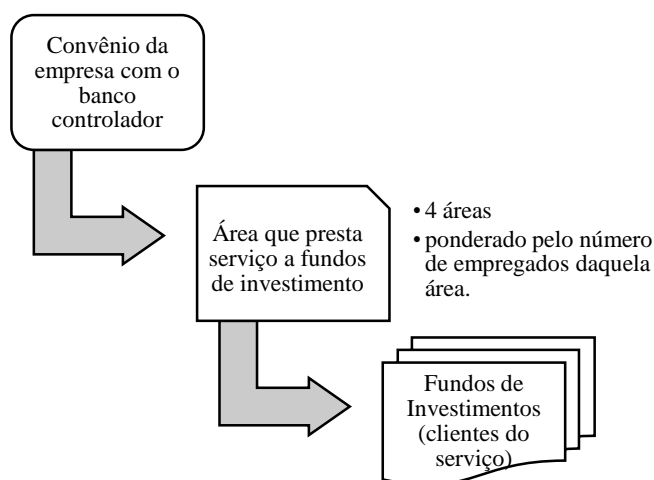 Convênio da
empresa com o
banco
controlador
Área que presta
serviço a fundos
de investimento
• 4 áreas
• ponderado pelo número
de empregados daquela
área.
Fundos de
Investimentos
(clientes do
serviço)